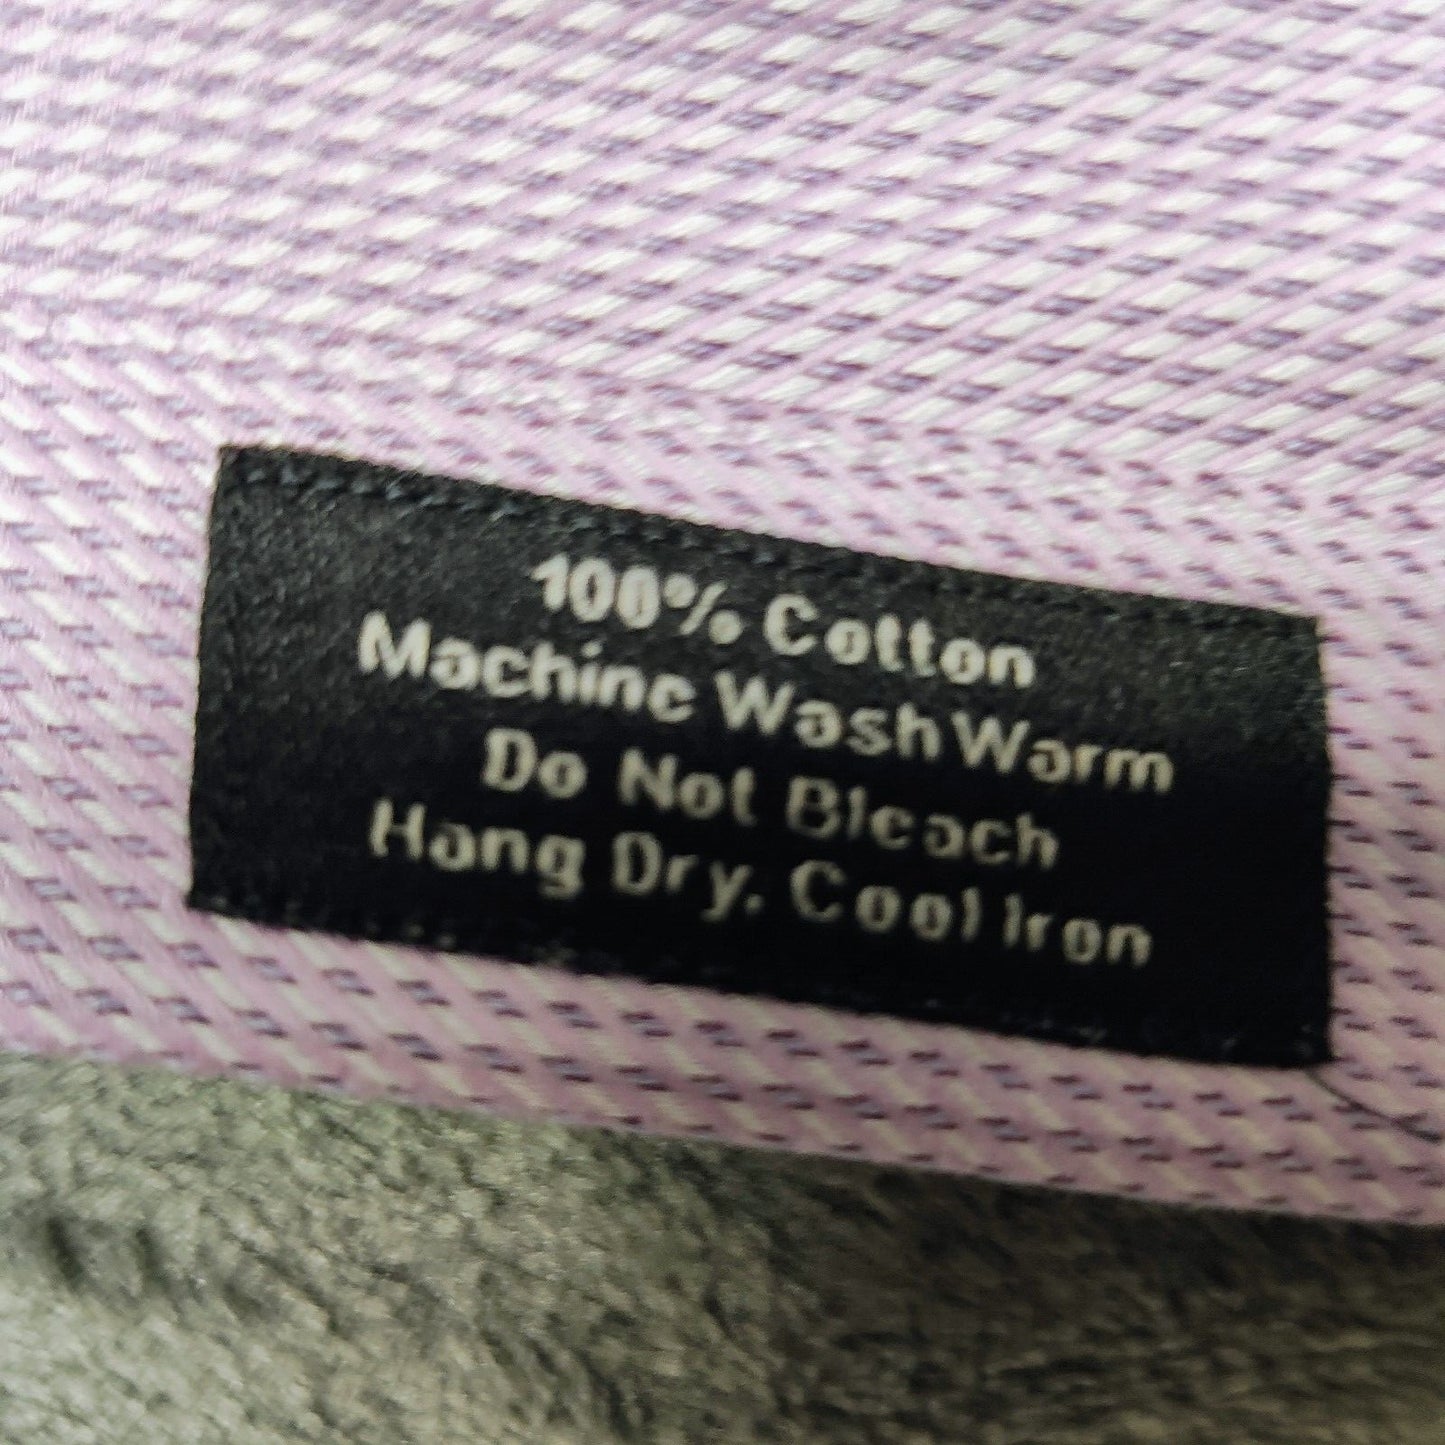 100% Cotton
Machine Wash Warm
Do Not Bleach
Hang Dry, Cool Iron